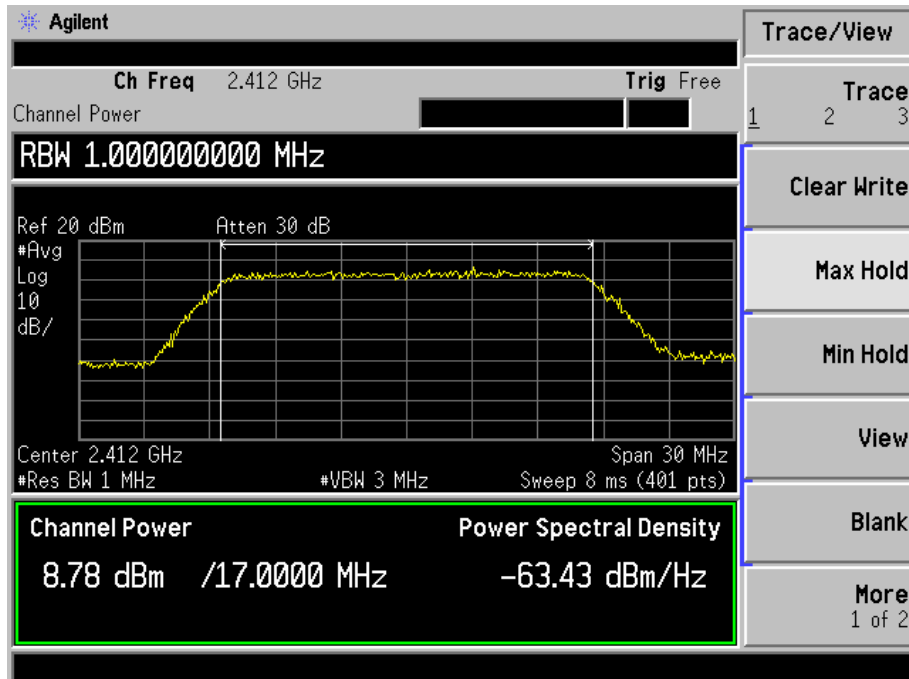 Agilent
Trace/View
Ch Freq 2.412 GHz Trig Free
Channel Power
Trace
1 2 3
RBW 1.000000000 MHz
Clear Write
Ref 20 dBm Atten 30 dB
#Avg
Log
10
dB/
Max Hold
Min Hold
Center 2.412 GHz Span 30 MHz
#Res BW 1 MHz #VBW 3 MHz Sweep 8 ms (401 pts)
View
Channel Power Power Spectral Density
8.78 dBm /17.0000 MHz -63.43 dBm/Hz
Blank
More
1 of 2